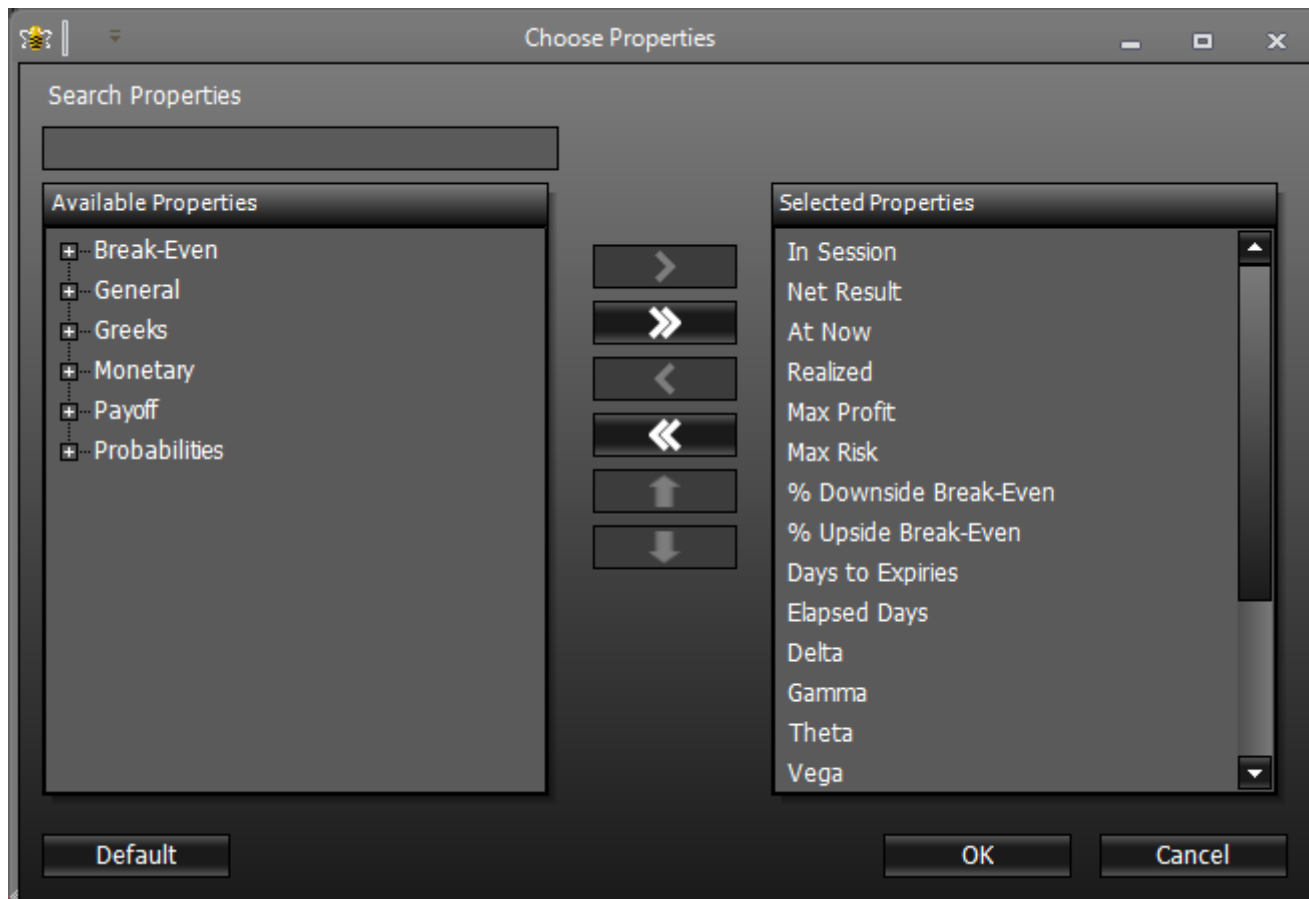 Choose Properties
Search Properties
Available Properties
Break-Even
General
Greeks
Monetary
Payoff
Probabilities
Selected Properties
In Session
Net Result
At Now
Realized
Max Profit
Max Risk
% Downside Break-Even
% Upside Break-Even
Days to Expiries
Elapsed Days
Delta
Gamma
Theta
Vega
Default
OK
Cancel